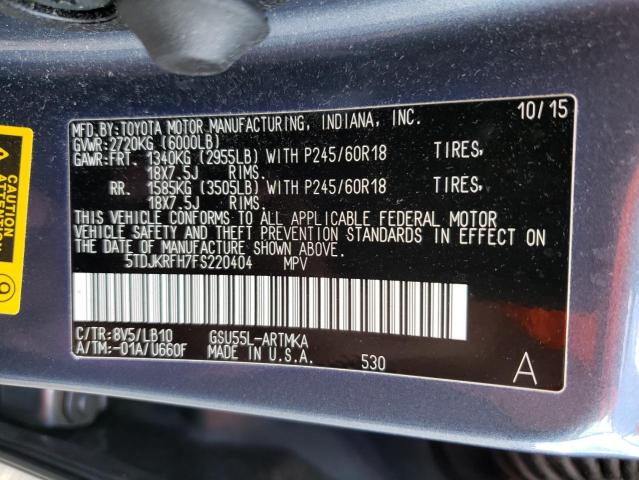 MFD.BY:TOYOTA MOTOR MANUFACTURING, INDIANA, INC. 10/15
GVWR:2720KG (6000LB)
GAWR:FRT. 1340KG (2955LB) WITH P245/60R18 TIRES,
18X7.5J RIMS.
RR. 1585KG (3505LB) WITH P245/60R18 TIRES,
18X7.5J RIMS.
THIS VEHICLE CONFORMS TO ALL APPLICABLE FEDERAL MOTOR
VEHICLE SAFETY AND THEFT PREVENTION STANDARDS IN EFFECT ON
THE DATE OF MANUFACTURE SHOWN ABOVE.
5TDJKRFH7FS220404 MPV
C/TR:8V5/LB10 GSU55L-ARTMKA
A/TM:-01A/U660F MADE IN U.S.A. 530 A
CAUTION
ATTENTION